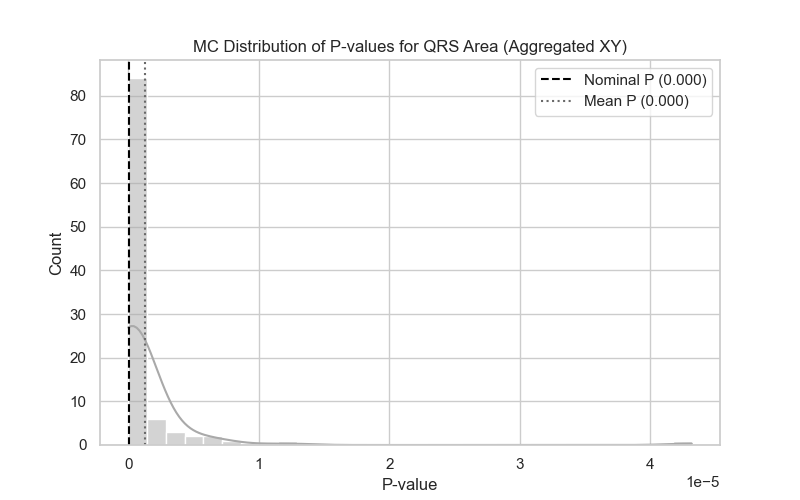 MC Distribution of P-values for QRS Area (Aggregated XY)
Nominal P (0.000)
Mean P (0.000)
Count
80
70
60
50
40
30
20
10
0
0 1 2 3 4
1e−5
P-value